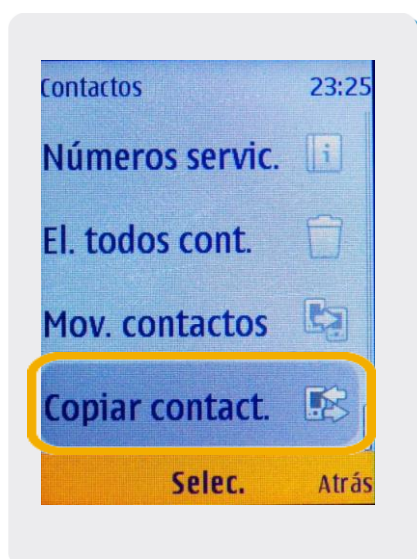 Contactos 23:25
Números servic.
El. todos cont.
Mov. contactos
Copiar contact.
Selec. Atrás